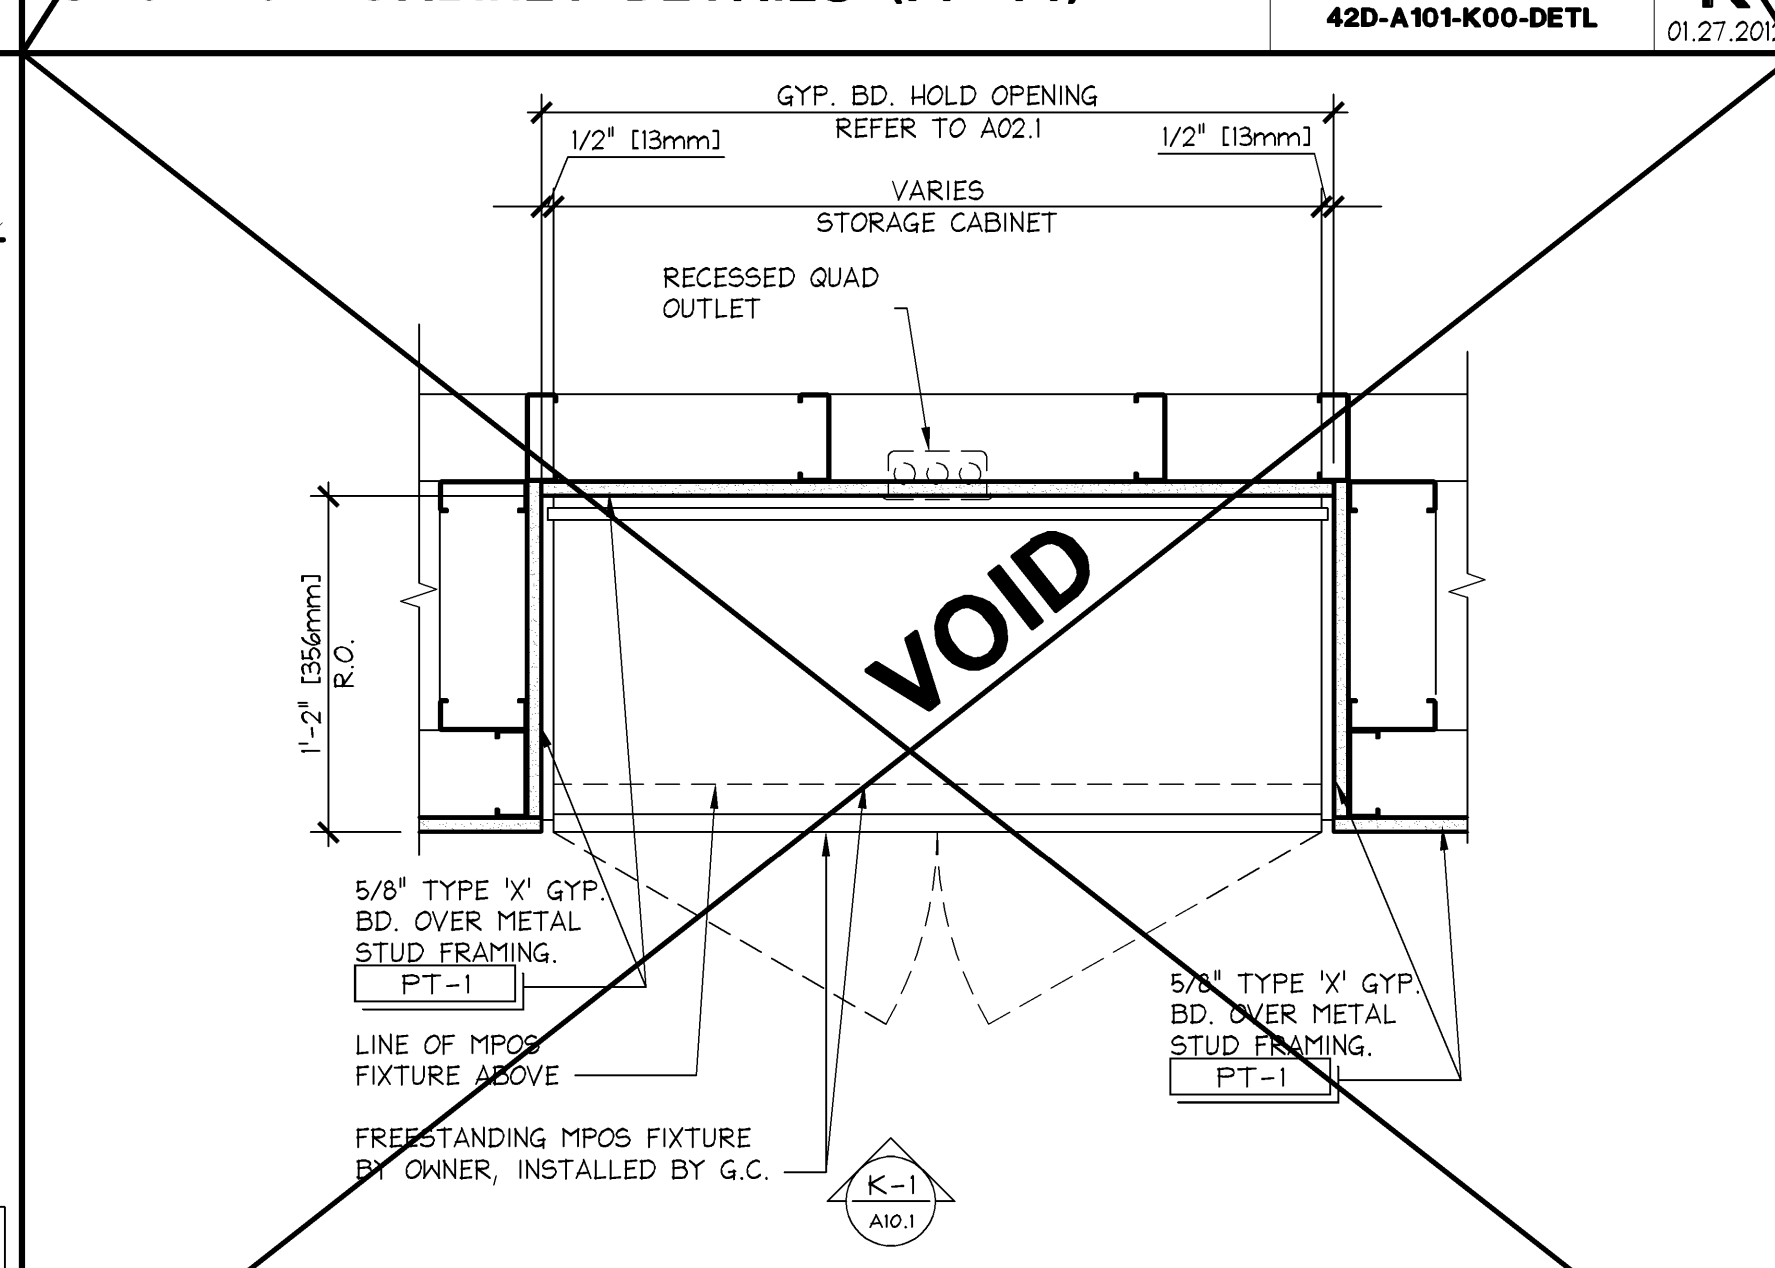 42D-A101-K00-DETL
GYP. BD. HOLD OPENING
REFER TO A02.1
1/2" [13mm]
1/2" [13mm]
VARIES
STORAGE CABINET
RECESSED QUAD
OUTLET
VOID
1'-2" [356mm]
R.O.
5/8" TYPE 'X' GYP.
BD. OVER METAL
STUD FRAMING.
PT-1
5/8" TYPE 'X' GYP.
BD. OVER METAL
STUD FRAMING.
PT-1
LINE OF MPOS
FIXTURE ABOVE
FREESTANDING MPOS FIXTURE
BY OWNER, INSTALLED BY G.C.
K-1
A10.1